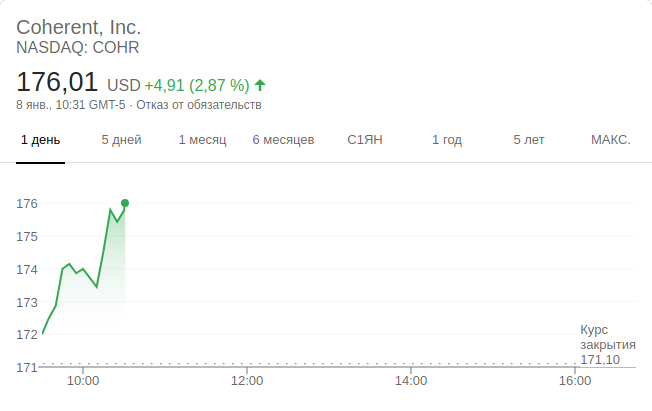 Coherent, Inc.
NASDAQ: COHR
176,01 USD +4,91 (2,87 %)
8 янв., 10:31 GMT-5 · Отказ от обязательств
1 день 5 дней 1 месяц 6 месяцев С1ЯН 1 год 5 лет МАКС.
176
175
174
173
172
Курс
закрытия
171,10
171
10:00 12:00 14:00 16:00